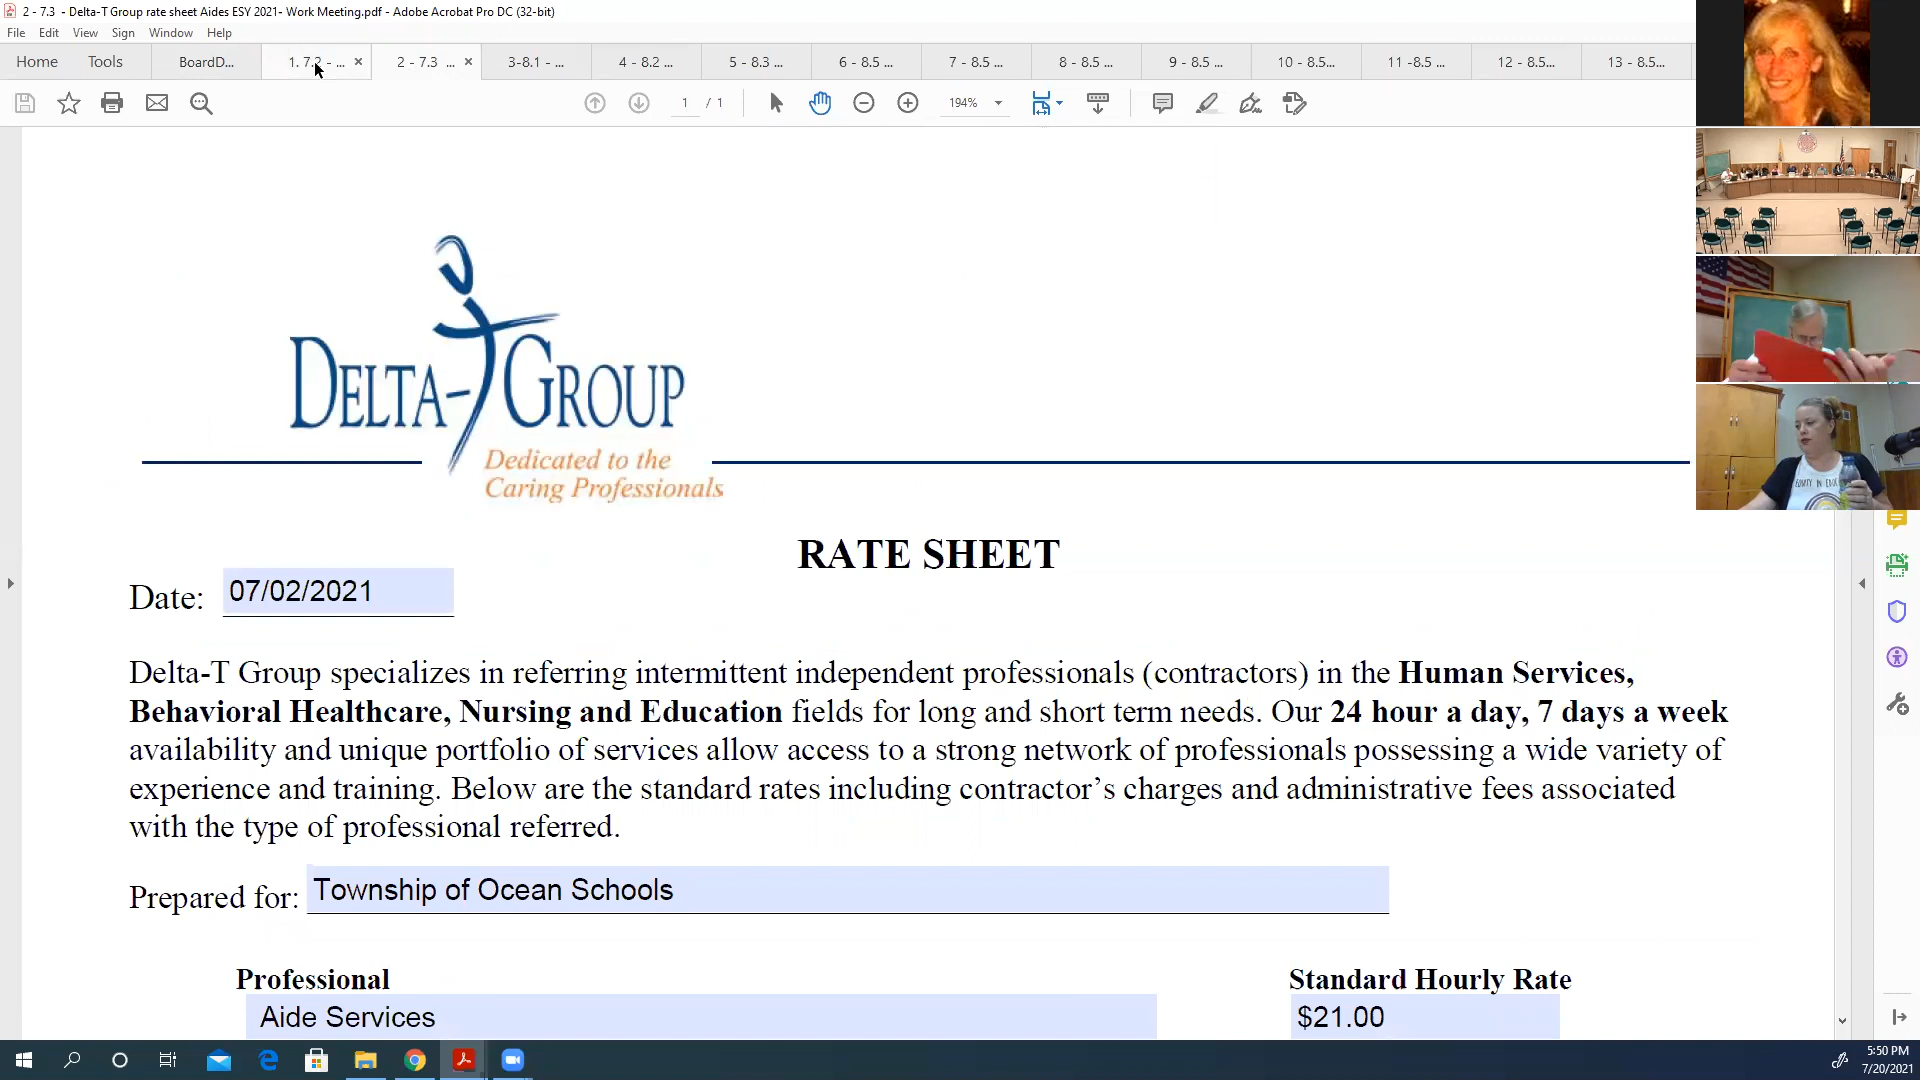 2 - 7.3 - Delta-T Group rate sheet Aides ESY 2021- Work Meeting.pdf - Adobe Acrobat Pro DC (32-bit)
File Edit View Sign Window Help
Home Tools BoardD... 1. 7.2 - ... × 2 - 7.3 ... × 3-8.1 - ... 4 - 8.2 ... 5 - 8.3 ... 6 - 8.5 ... 7 - 8.5 ... 8 - 8.5 ... 9 - 8.5 ... 10 - 8.5... 11 -8.5 ... 12 - 8.5... 13 - 8.5...
1 / 1 194%
DELTA-T GROUP
Dedicated to the
Caring Professionals
RATE SHEET
Date: 07/02/2021
Delta-T Group specializes in referring intermittent independent professionals (contractors) in the Human Services,
Behavioral Healthcare, Nursing and Education fields for long and short term needs. Our 24 hour a day, 7 days a week
availability and unique portfolio of services allow access to a strong network of professionals possessing a wide variety of
experience and training. Below are the standard rates including contractor's charges and administrative fees associated
with the type of professional referred.
Prepared for: Township of Ocean Schools
Professional Standard Hourly Rate
Aide Services $21.00
5:50 PM
7/20/2021